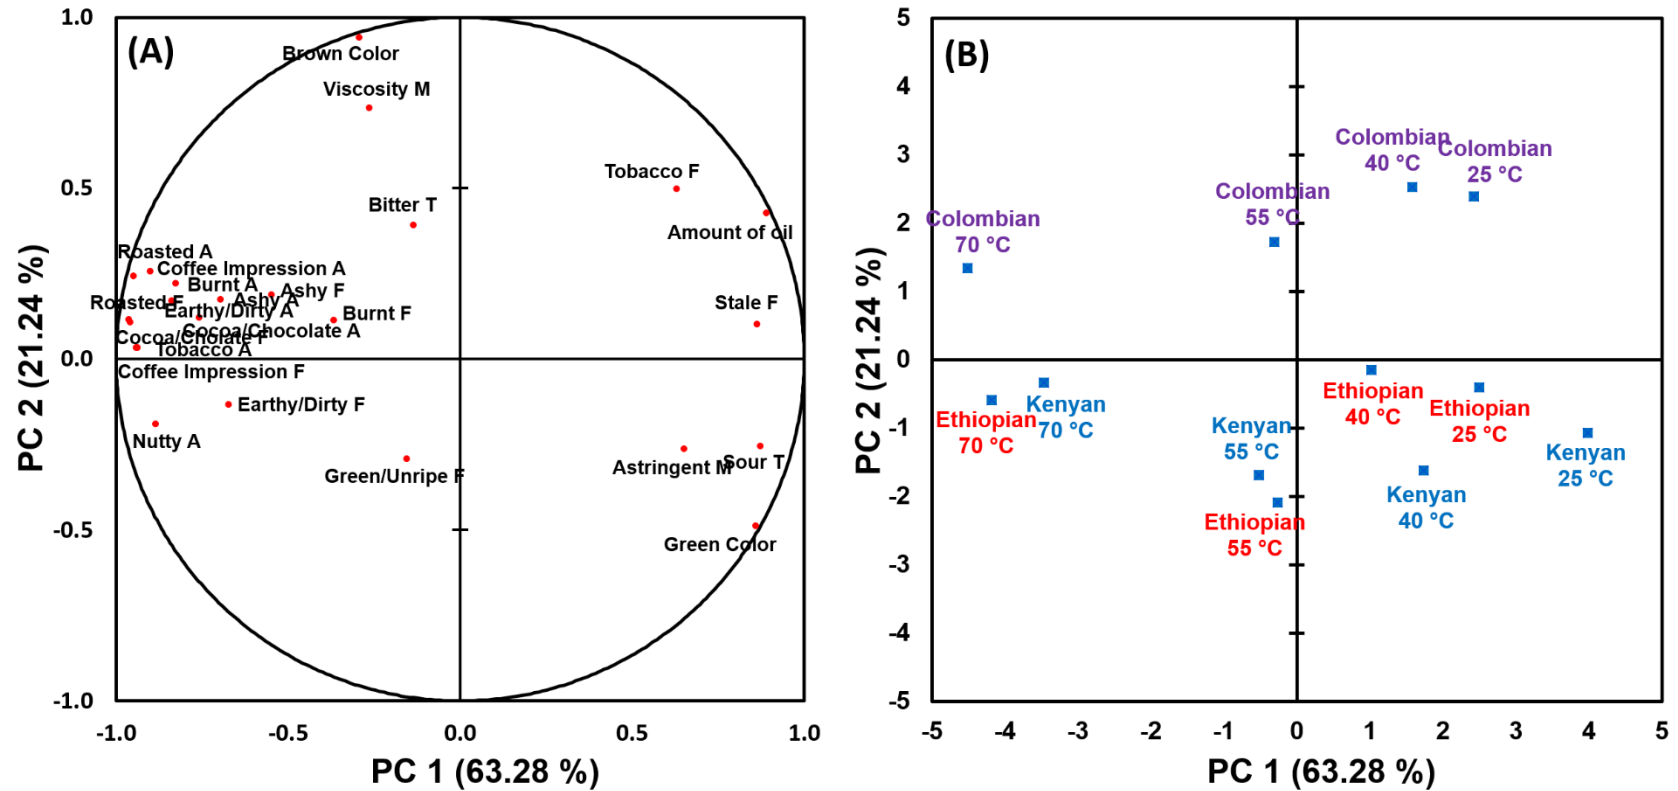 (A)
1.0
Brown Color
Viscosity M
Tobacco F
0.5
Bitter T
Amount of oil
Roasted A
Coffee Impression A
Burnt A
Ashy F
Roasted F
Ashy A
Stale F
Earthy/Dirty A
Burnt F
Cocoa/Chocolate A
Cocoa/Cholate F
Tobacco A
0.0
Coffee Impression F
Earthy/Dirty F
Nutty A
Green/Unripe F
Astringent M
Sour T
-0.5
Green Color
-1.0
-1.0 -0.5 0.0 0.5 1.0
PC 1 (63.28 %)
PC 2 (21.24 %)
(B)
5
4
3
2
1
0
-1
-2
-3
-4
-5
Colombian
40 °C
Colombian
25 °C
Colombian
55 °C
Colombian
70 °C
Ethiopian
70 °C
Kenyan
70 °C
Kenyan
55 °C
Ethiopian
55 °C
Ethiopian
40 °C
Ethiopian
25 °C
Kenyan
40 °C
Kenyan
25 °C
-5 -4 -3 -2 -1 0 1 2 3 4 5
PC 1 (63.28 %)
PC 2 (21.24 %)